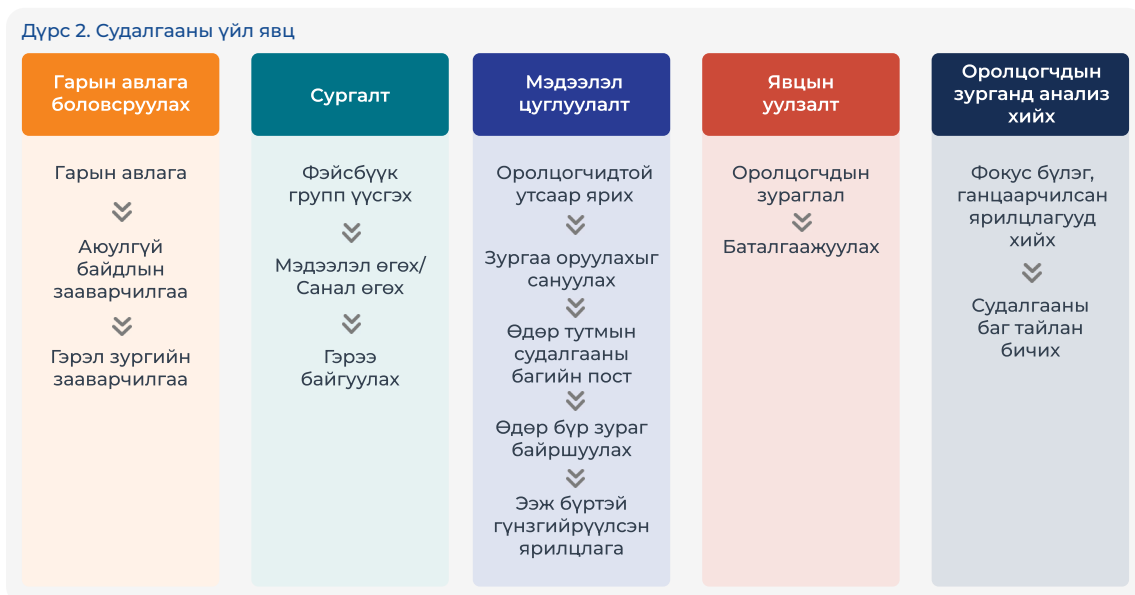 Дүрс 2. Судалгааны үйл явц
Гарын авлага
боловсруулах
Гарын авлага
Аюулгүй
байдлын
зааварчилгаа
Гэрэл зургийн
зааварчилгаа
Сургалт
Фэйсбүүк
групп үүсгэх
Мэдээлэл өгөх/
Санал өгөх
Гэрээ
байгуулах
Мэдээлэл
цуглуулалт
Оролцогчидтой
утсаар ярих
Зургаа оруулахыг
сануулах
Өдөр тутмын
судалгааны
багийн пост
Өдөр бүр зураг
байршуулах
Ээж бүртэй
гүнзгийрүүлсэн
ярилцлага
Явцын
уулзалт
Оролцогчдын
зураглал
Баталгаажуулах
Оролцогчдын
зурганд анализ
хийх
Фокус бүлэг,
ганцаарчилсан
ярилцлагууд
хийх
Судалгааны
баг тайлан
бичих